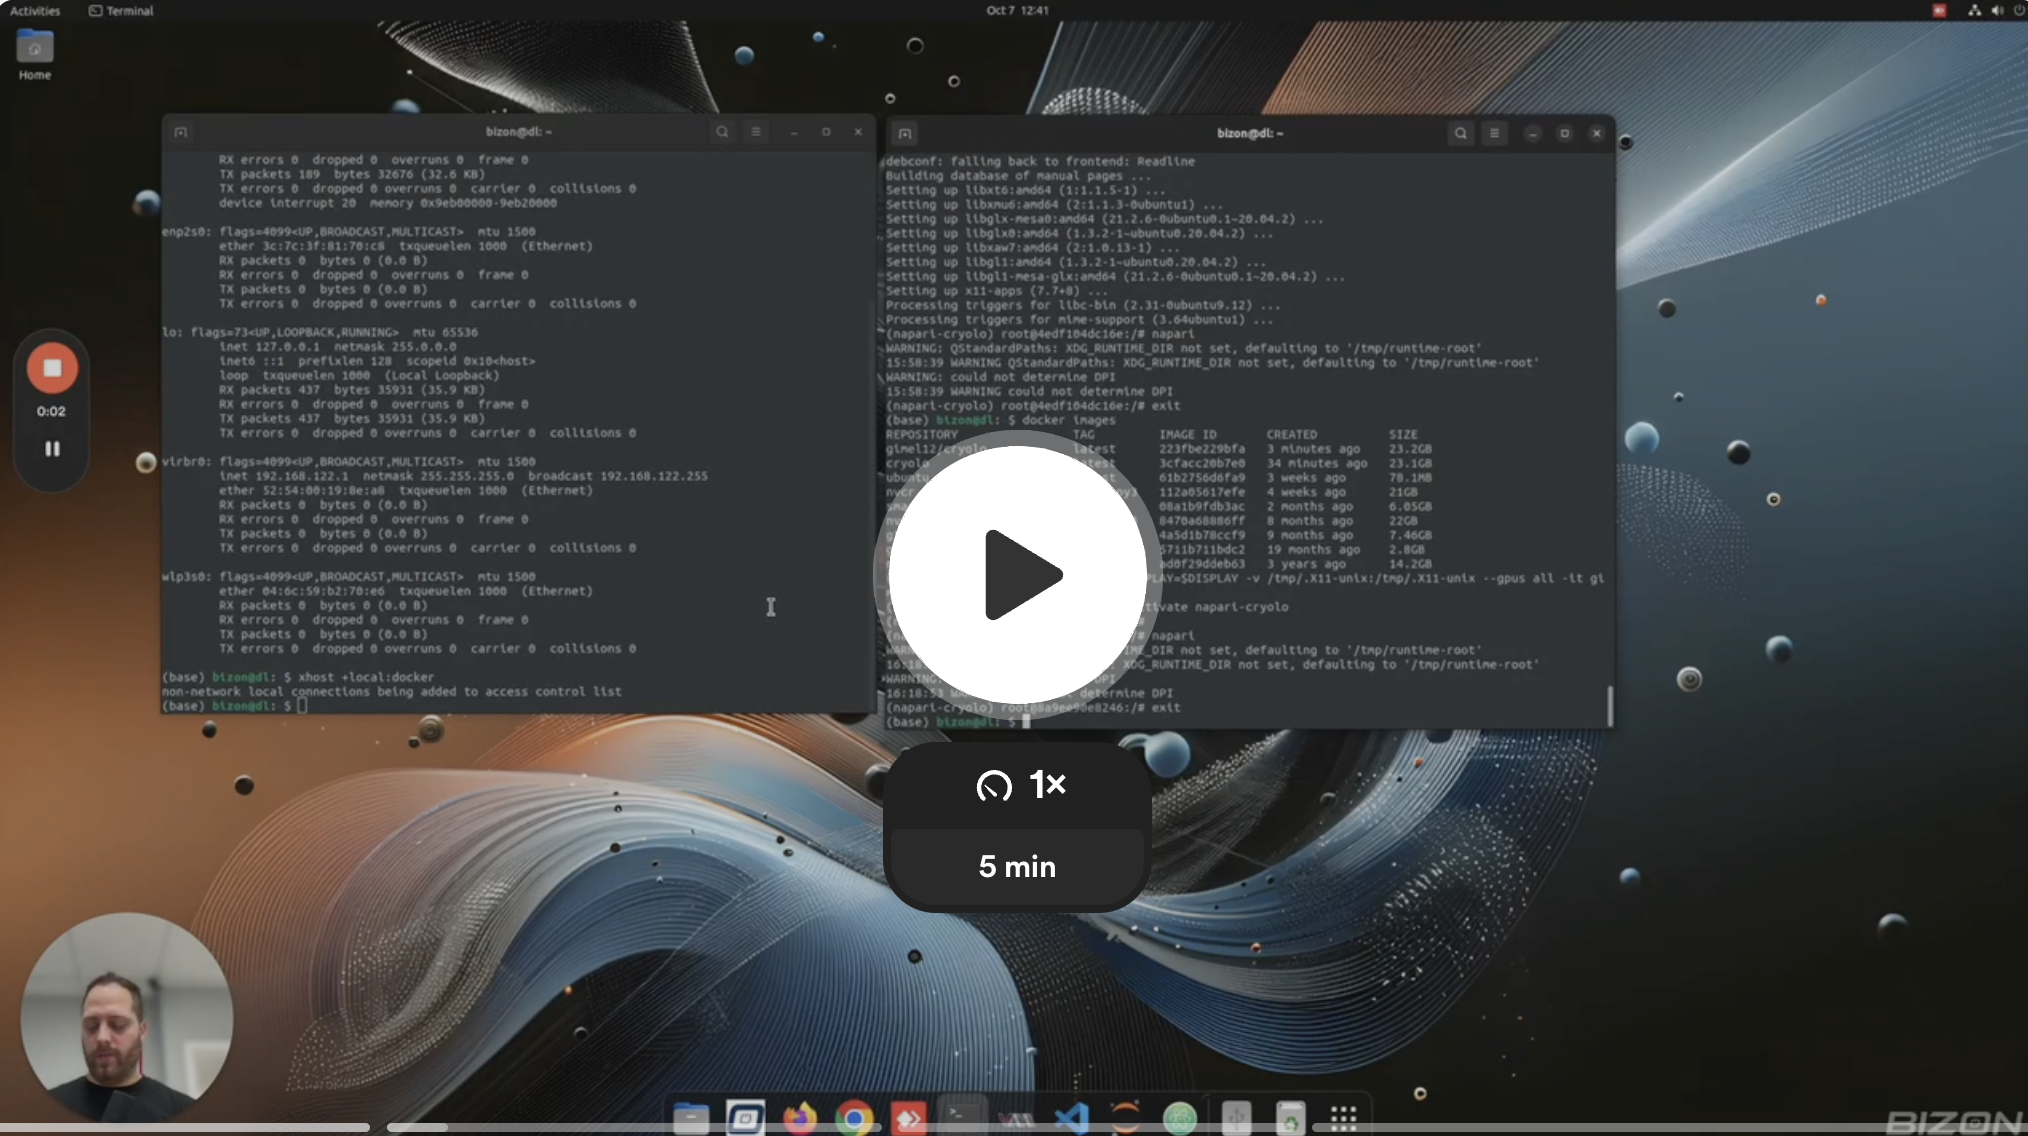 Activities
Terminal
Oct 7 12:41
Home
0:02
bizon@dl: ~
RX errors 0 dropped 0 overruns 0 frame 0
TX packets 189 bytes 32676 (32.6 KB)
TX errors 0 dropped 0 overruns 0 carrier 0 collisions 0
device interrupt 20 memory 0x9eb00000-9eb20000
enp2s0: flags=4099<UP,BROADCAST,MULTICAST> mtu 1500
ether 3c:7c:3f:81:70:c8 txqueuelen 1000 (Ethernet)
RX packets 0 bytes 0 (0.0 B)
RX errors 0 dropped 0 overruns 0 frame 0
TX packets 0 bytes 0 (0.0 B)
TX errors 0 dropped 0 overruns 0 carrier 0 collisions 0
lo: flags=73<UP,LOOPBACK,RUNNING> mtu 65536
inet 127.0.0.1 netmask 255.0.0.0
inet6 ::1 prefixlen 128 scopeid 0x10<host>
loop txqueuelen 1000 (Local Loopback)
RX packets 437 bytes 35931 (35.9 KB)
RX errors 0 dropped 0 overruns 0 frame 0
TX packets 437 bytes 35931 (35.9 KB)
TX errors 0 dropped 0 overruns 0 carrier 0 collisions 0
virbr0: flags=4099<UP,BROADCAST,MULTICAST> mtu 1500
inet 192.168.122.1 netmask 255.255.255.0 broadcast 192.168.122.255
ether 52:54:00:19:8e:a8 txqueuelen 1000 (Ethernet)
RX packets 0 bytes 0 (0.0 B)
RX errors 0 dropped 0 overruns 0 frame 0
TX packets 0 bytes 0 (0.0 B)
TX errors 0 dropped 0 overruns 0 carrier 0 collisions 0
wlp3s0: flags=4099<UP,BROADCAST,MULTICAST> mtu 1500
ether 04:6c:59:b2:70:e6 txqueuelen 1000 (Ethernet)
RX packets 0 bytes 0 (0.0 B)
RX errors 0 dropped 0 overruns 0 frame 0
TX packets 0 bytes 0 (0.0 B)
TX errors 0 dropped 0 overruns 0 carrier 0 collisions 0
(base) bizon@dl: $ xhost +local:docker
non-network local connections being added to access control list
(base) bizon@dl: $
bizon@dl: ~
debconf: falling back to frontend: Readline
Building database of manual pages ...
Setting up libxt6:amd64 (1:1.1.5-1) ...
Setting up libxmu6:amd64 (2:1.1.3-0ubuntu1) ...
Setting up libglx-mesa0:amd64 (21.2.6-0ubuntu0.1~20.04.2) ...
Setting up libglx0:amd64 (1.3.2-1~ubuntu0.20.04.2) ...
Setting up libxaw7:amd64 (2:1.0.13-1) ...
Setting up libgl1:amd64 (1.3.2-1~ubuntu0.20.04.2) ...
Setting up libgl1-mesa-glx:amd64 (21.2.6-0ubuntu0.1~20.04.2) ...
Setting up x11-apps (7.7+8) ...
Processing triggers for libc-bin (2.31-0ubuntu9.12) ...
Processing triggers for mime-support (3.64ubuntu1) ...
(napari-cryolo) root@4edf104dc16e:/# napari
WARNING: QStandardPaths: XDG_RUNTIME_DIR not set, defaulting to '/tmp/runtime-root'
15:58:39 WARNING QStandardPaths: XDG_RUNTIME_DIR not set, defaulting to '/tmp/runtime-root'
WARNING: could not determine DPI
15:58:39 WARNING could not determine DPI
(napari-cryolo) root@4edf104dc16e:/# exit
(base) bizon@dl: $ docker images
REPOSITORY TAG IMAGE ID CREATED SIZE
gimel12/cryolo latest 223fbe229bfa 3 minutes ago 23.2GB
cryolo 3cfacc20b7e0 34 minutes ago 23.1GB
61b2756d6fa9 3 weeks ago 78.1MB
112a05617efe 4 weeks ago 21GB
08a1b9fdb3ac 2 months ago 6.05GB
8470a68886ff 8 months ago 22GB
4a5d1b78ccf9 9 months ago 7.46GB
5711b711bdc2 19 months ago 2.8GB
ad0f29ddeb63 3 years ago 14.2GB
PLAY=$DISPLAY -v /tmp/.X11-unix:/tmp/.X11-unix --gpus all -it gi
napari-cryolo
napari
not set, defaulting to '/tmp/runtime-root'
XDG_RUNTIME_DIR not set, defaulting to '/tmp/runtime-root'
DPI
16:18:53 determine DPI
(napari-cryolo) exit
(base) bizon@dl: $
1×
5 min
BIZON